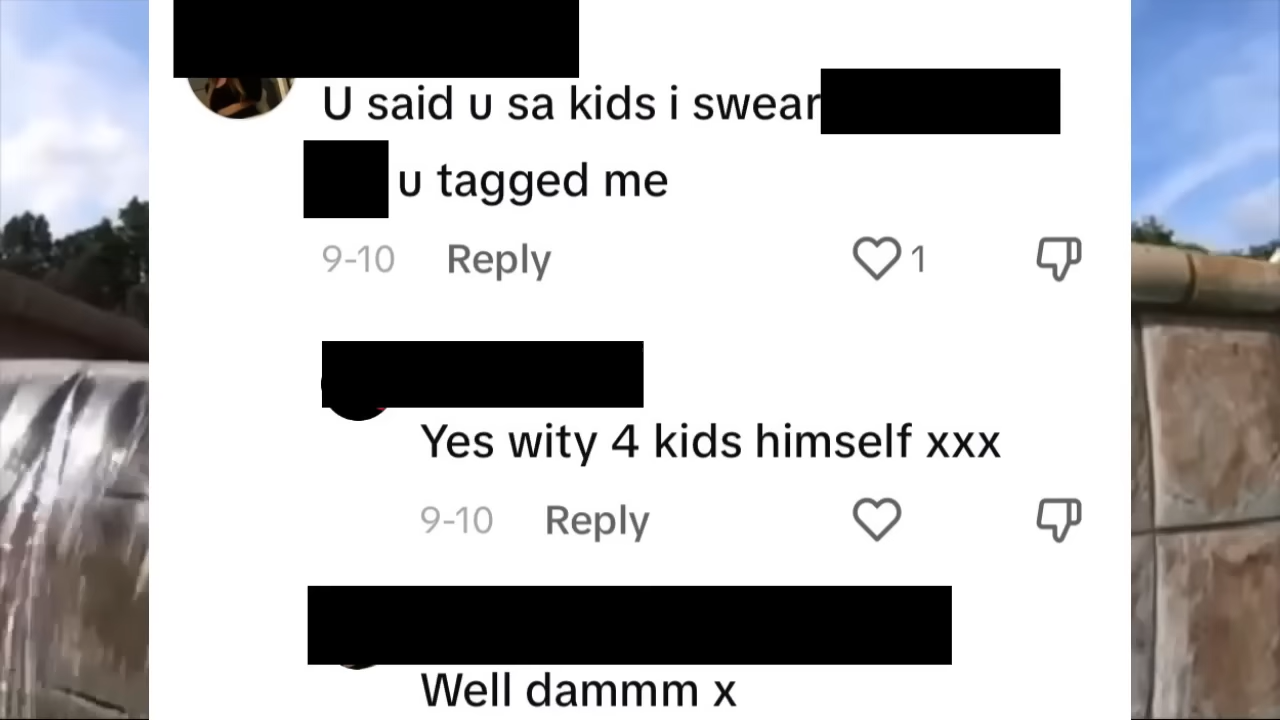 U said u sa kids i swear
u tagged me
9-10 Reply 1
Yes wity 4 kids himself xxx
9-10 Reply
Well dammm x